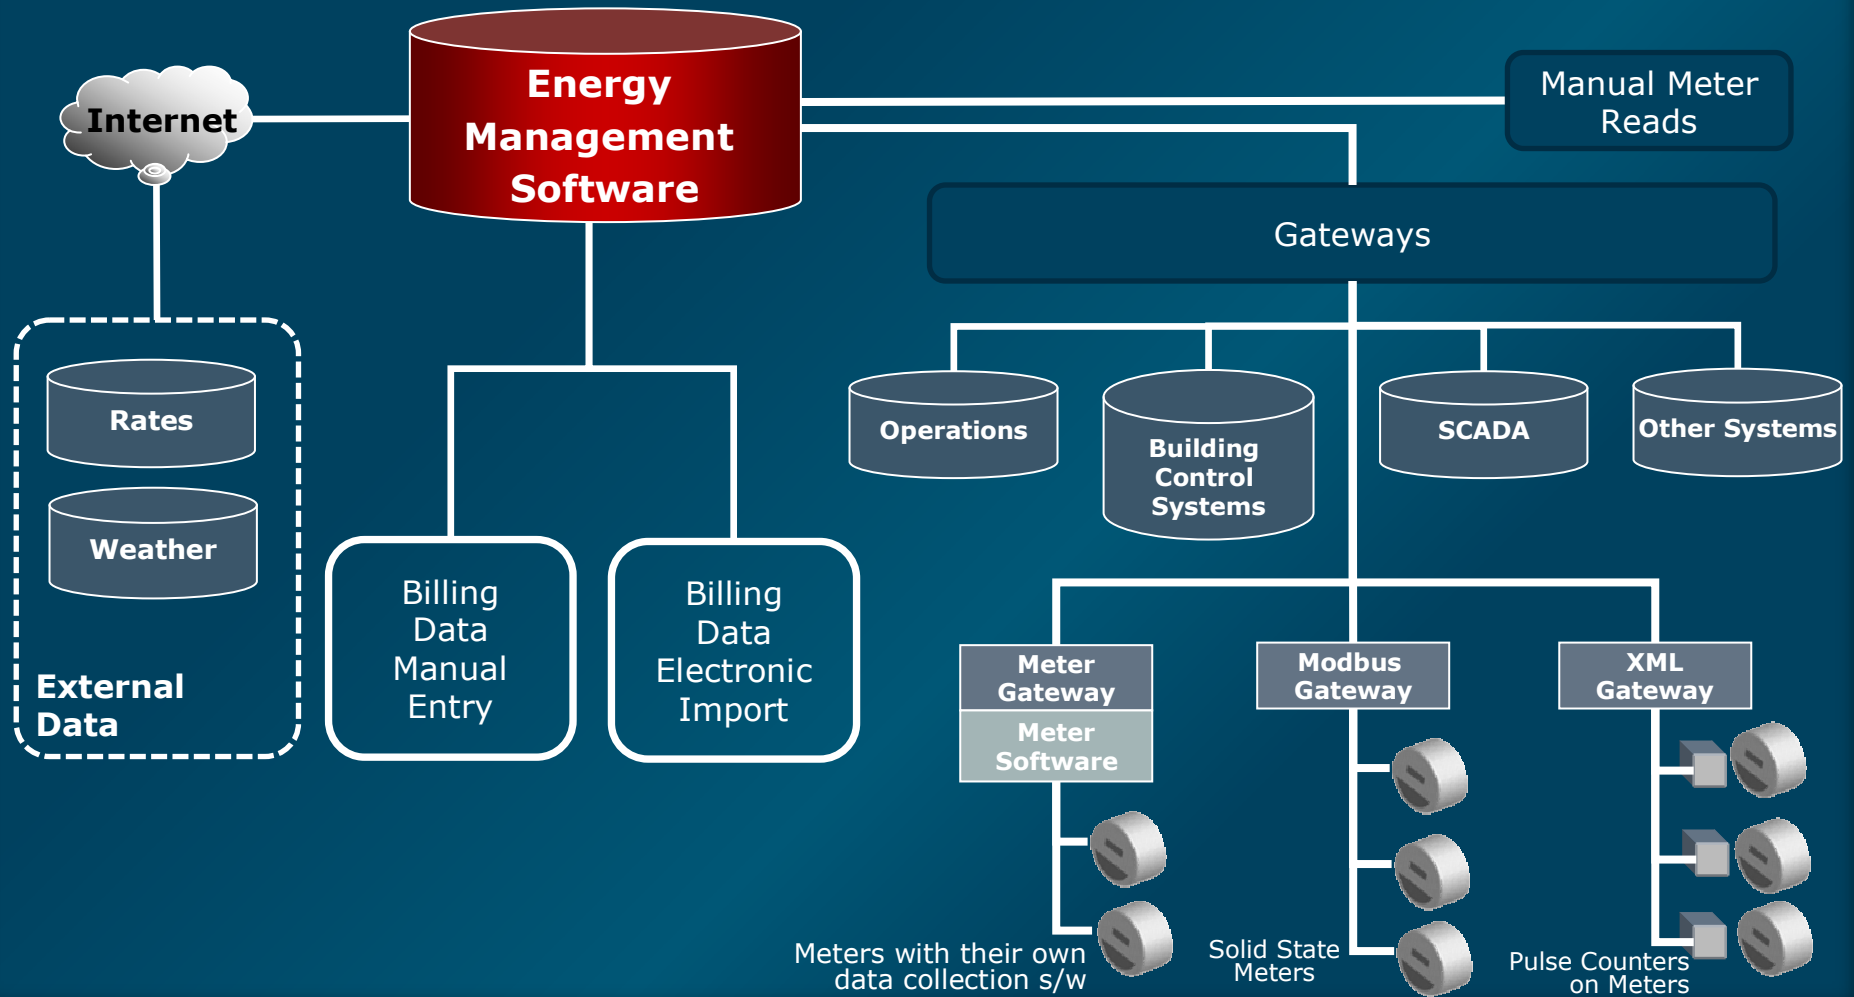 Energy
Management
Software
Internet
Manual Meter
Reads
Gateways
Rates
Weather
External
Data
Billing
Data
Manual
Entry
Billing
Data
Electronic
Import
Operations
Building
Control
Systems
SCADA
Other Systems
Meter
Gateway
Meter
Software
Modbus
Gateway
XML
Gateway
Meters with their own
data collection s/w
Solid State
Meters
Pulse Counters
on Meters